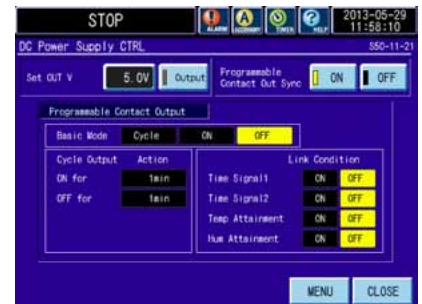 STOP
ALARM ACCESSORY TIMER HELP
2013-05-29
11:58:10
DC Power Supply CTRL
S50-11-21
Set OUT V 5.0V Output
Programmable
Contact Out Sync ON OFF
Programmable Contact Output
Basic Mode Cycle ON OFF
Cycle Output Action
ON for 1min
OFF for 1min
Link Condition
Time Signal1 ON OFF
Time Signal2 ON OFF
Temp Attainment ON OFF
Hum Attainment ON OFF
MENU CLOSE